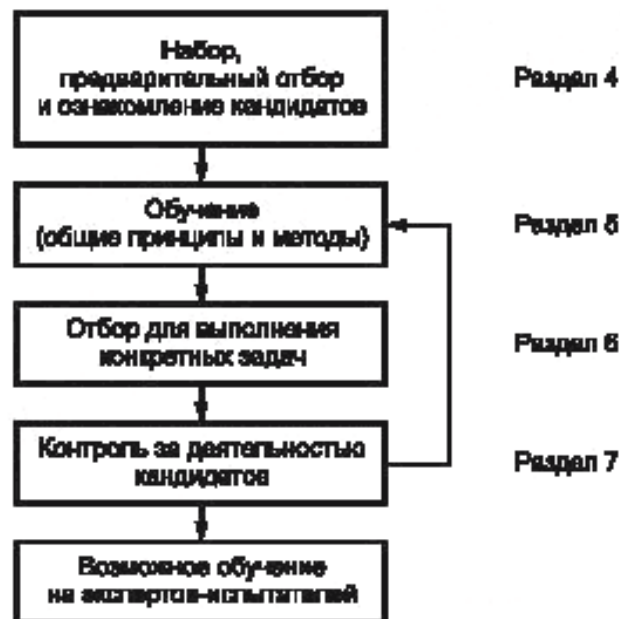 Набор,
предварительный отбор
и ознакомление кандидатов
Раздел 4
Обучение
(общие принципы и методы)
Раздел 5
Отбор для выполнения
конкретных задач
Раздел 6
Контроль за деятельностью
кандидатов
Раздел 7
Возможное обучение
на экспертов-испытателей